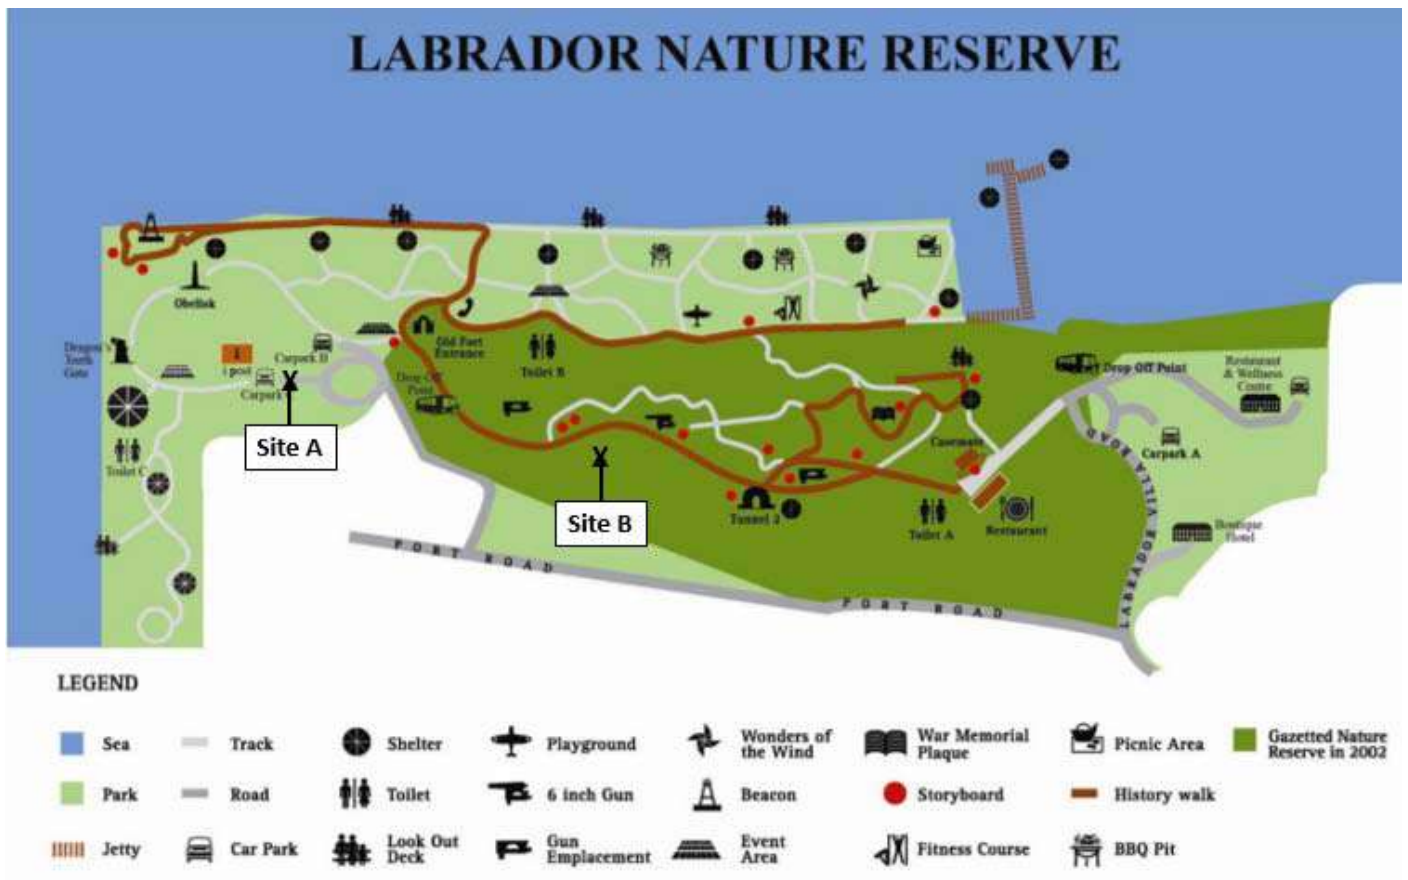 LABRADOR NATURE RESERVE
Obelisk
Dragon's
Tooth
Gate
1
i post
Carpark B
Carpark
Old Fort
Entrance
Toilet B
Drop Off
Point
Drop Off Point
Restaurant
& Wellness
Centre
Site A
Toilet C
Casemate
Carpark A
Site B
Tunnel 2
Toilet A
Restaurant
LABRADOR VILLA ROAD
Boutique
Hotel
PORT ROAD
PORT ROAD
LEGEND
Sea
Track
Shelter
Playground
Wonders of
the Wind
War Memorial
Plaque
Picnic Area
Gazetted Nature
Reserve in 2002
Park
Road
Toilet
6 inch Gun
Beacon
Storyboard
History walk
Jetty
Car Park
Look Out
Deck
Gun
Emplacement
Event
Area
Fitness Course
BBQ Pit